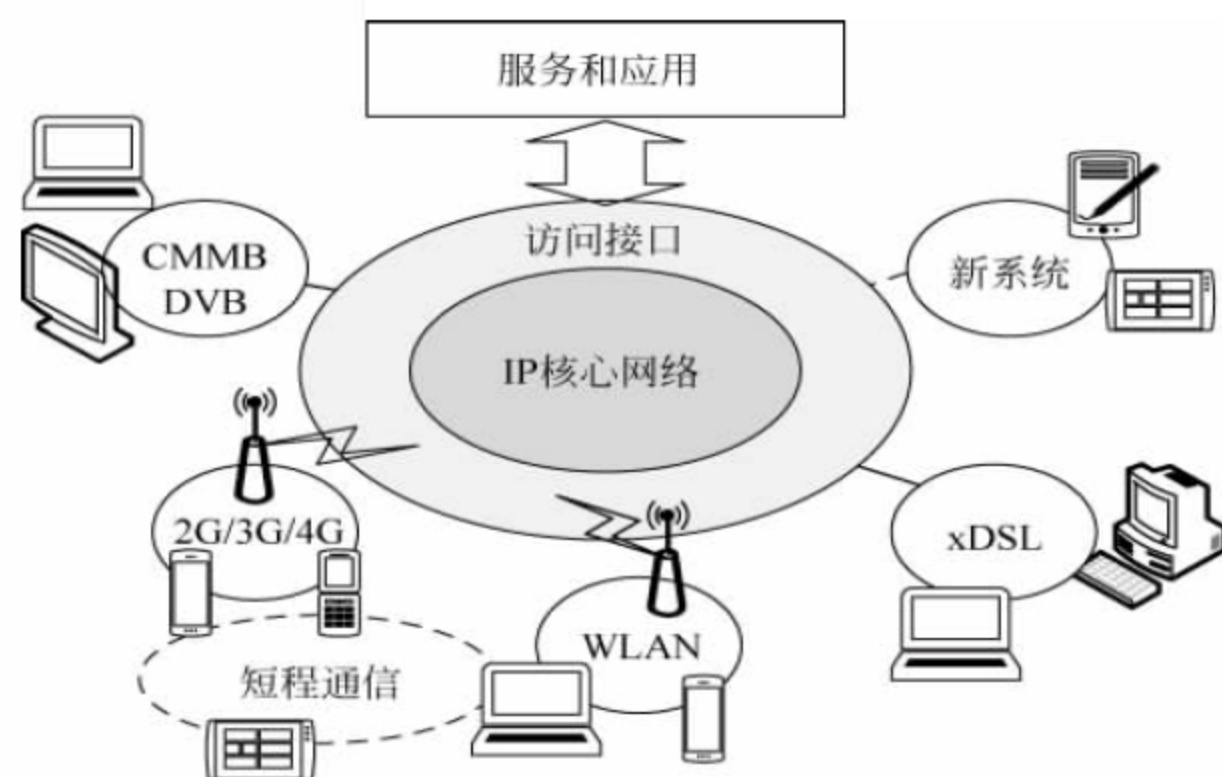 服务和应用
访问接口
CMMB
DVB
新系统
IP核心网络
2G/3G/4G
xDSL
WLAN
短程通信